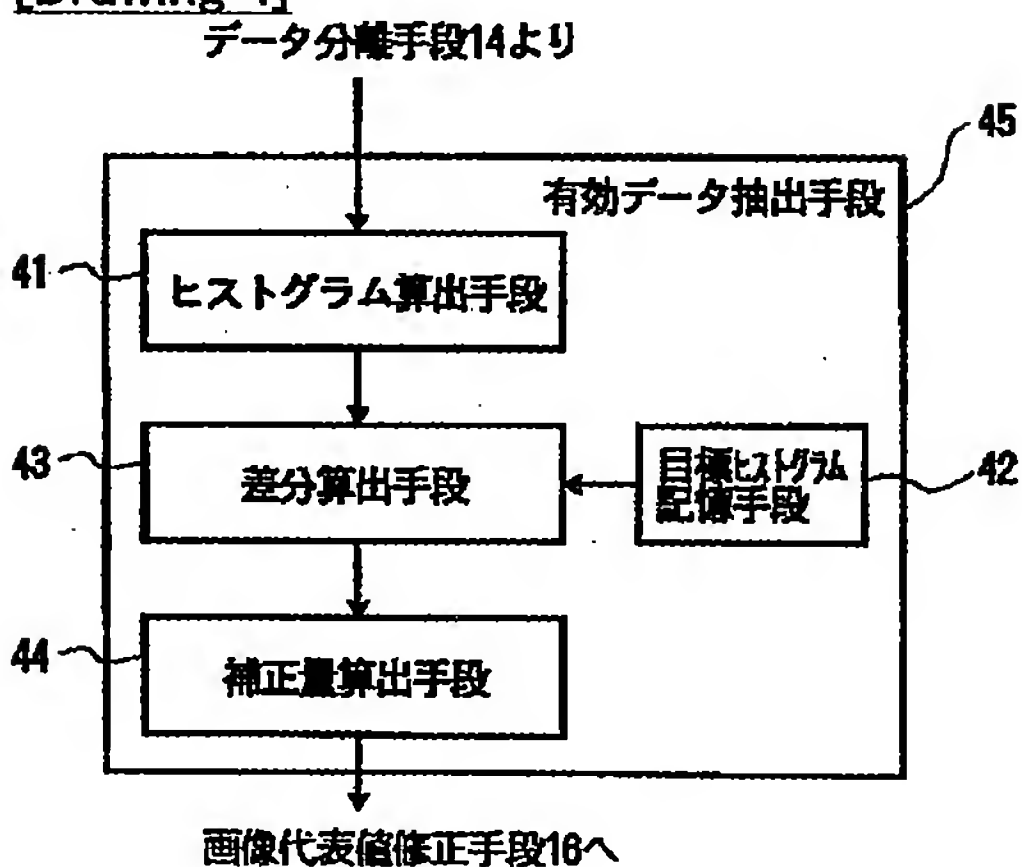 データ分離手段14より
45
有効データ抽出手段
41
ヒストグラム算出手段
43
差分算出手段
目標ヒストグラム
記憶手段
42
44
補正量算出手段
画像代表値修正手段16へ